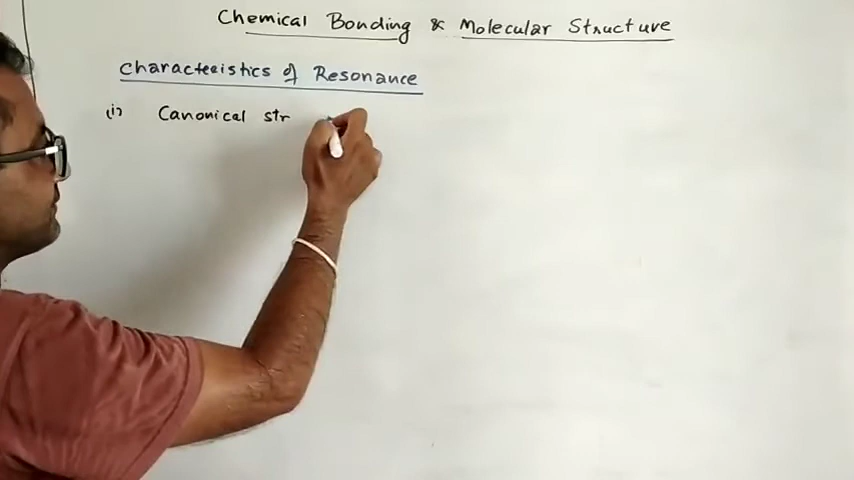 Chemical Bonding & Molecular Structure
Characteristics of Resonance
(i) Canonical str